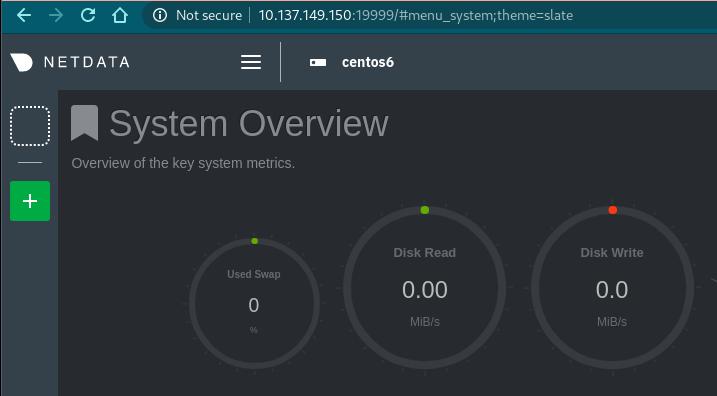 Not secure 10.137.149.150:19999/#menu_system;theme=slate
NETDATA centos6
System Overview
Overview of the key system metrics.
Used Swap
0
%
Disk Read
0.00
MiB/s
Disk Write
0.0
MiB/s